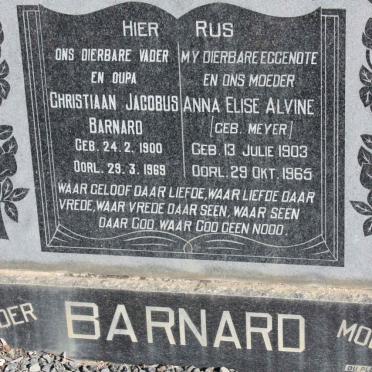 HIER RUS
ONS DIERBARE VADER
EN OUPA
CHRISTIAAN JACOBUS
BARNARD
GEB. 24. 2. 1900
OORL. 29. 3. 1969
MY DIERBARE EGGENOTE
EN ONS MOEDER
ANNA ELISE ALVINE
[GEB. MEYER]
GEB. 13 JULIE 1903
OORL. 29 OKT. 1965
WAAR GELOOF DAAR LIEFDE, WAAR LIEFDE DAAR
VREDE, WAAR VREDE DAAR SEËN, WAAR SEËN
DAAR GOD WAAR GOD GEEN NOOD.
BARNARD